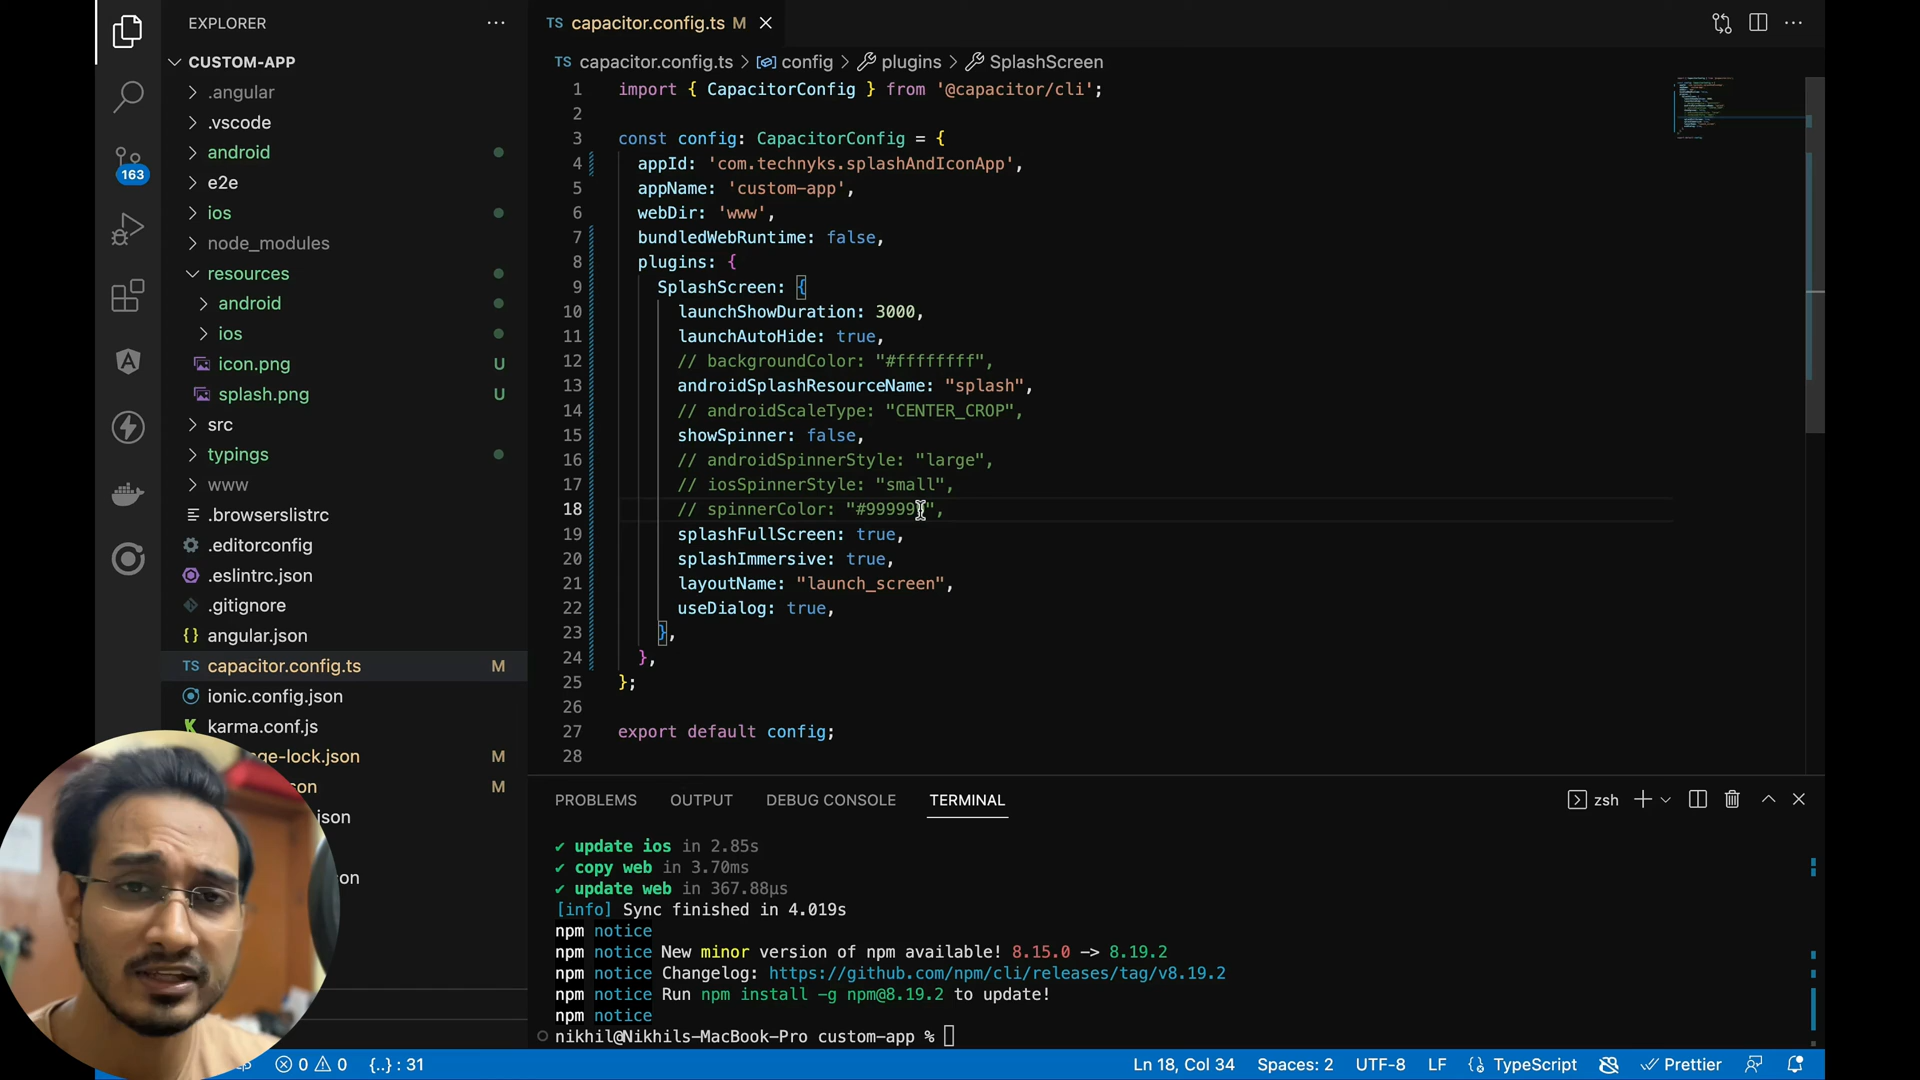 EXPLORER
TS capacitor.config.ts M
CUSTOM-APP
TS capacitor.config.ts > config > plugins > SplashScreen
.angular
.vscode
android
e2e
ios
node_modules
resources
android
ios
icon.png U
splash.png U
src
typings
www
.browserslistrc
.editorconfig
.eslintrc.json
.gitignore
angular.json
TS capacitor.config.ts M
ionic.config.json
karma.conf.js
ge-lock.json M
on M
.json
on
163
1 import { CapacitorConfig } from '@capacitor/cli';
2
3 const config: CapacitorConfig = {
4 appId: 'com.technyks.splashAndIconApp',
5 appName: 'custom-app',
6 webDir: 'www',
7 bundledWebRuntime: false,
8 plugins: {
9 SplashScreen: {
10 launchShowDuration: 3000,
11 launchAutoHide: true,
12 // backgroundColor: "#ffffffff",
13 androidSplashResourceName: "splash",
14 // androidScaleType: "CENTER_CROP",
15 showSpinner: false,
16 // androidSpinnerStyle: "large",
17 // iosSpinnerStyle: "small",
18 // spinnerColor: "#999999",
19 splashFullScreen: true,
20 splashImmersive: true,
21 layoutName: "launch_screen",
22 useDialog: true,
23 },
24 },
25 };
26
27 export default config;
28
PROBLEMS OUTPUT DEBUG CONSOLE TERMINAL zsh
✔ update ios in 2.85s
✔ copy web in 3.70ms
✔ update web in 367.88μs
[info] Sync finished in 4.019s
npm notice
npm notice New minor version of npm available! 8.15.0 -> 8.19.2
npm notice Changelog: https://github.com/npm/cli/releases/tag/v8.19.2
npm notice Run npm install -g npm@8.19.2 to update!
npm notice
nikhil@Nikhils-MacBook-Pro custom-app %
0 0 {..} : 31 Ln 18, Col 34 Spaces: 2 UTF-8 LF TypeScript Prettier